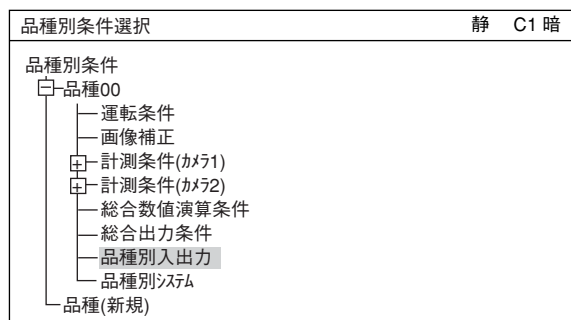 品種別条件選択 静 C1 暗
品種別条件
品種00
運転条件
画像補正
計測条件(ｶﾒﾗ1)
計測条件(ｶﾒﾗ2)
総合数値演算条件
総合出力条件
品種別入出力
品種別ｼｽﾃﾑ
品種(新規)